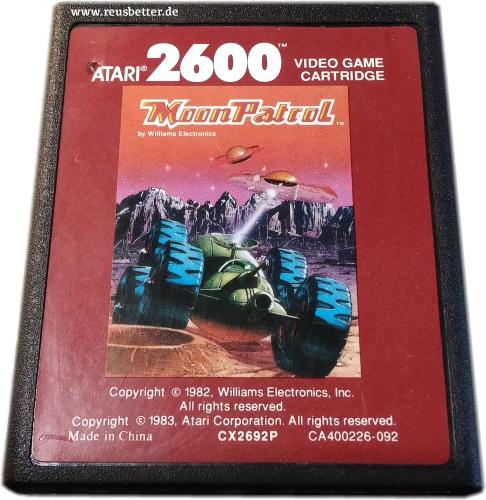 www.reusbetter.de
ATARI® 2600™ VIDEO GAME
CARTRIDGE
Moon Patrol™
by Williams Electronics
Copyright © 1982, Williams Electronics, Inc.
All rights reserved.
Copyright © 1983, Atari Corporation. All rights reserved.
Made in China CX2692P CA400226-092